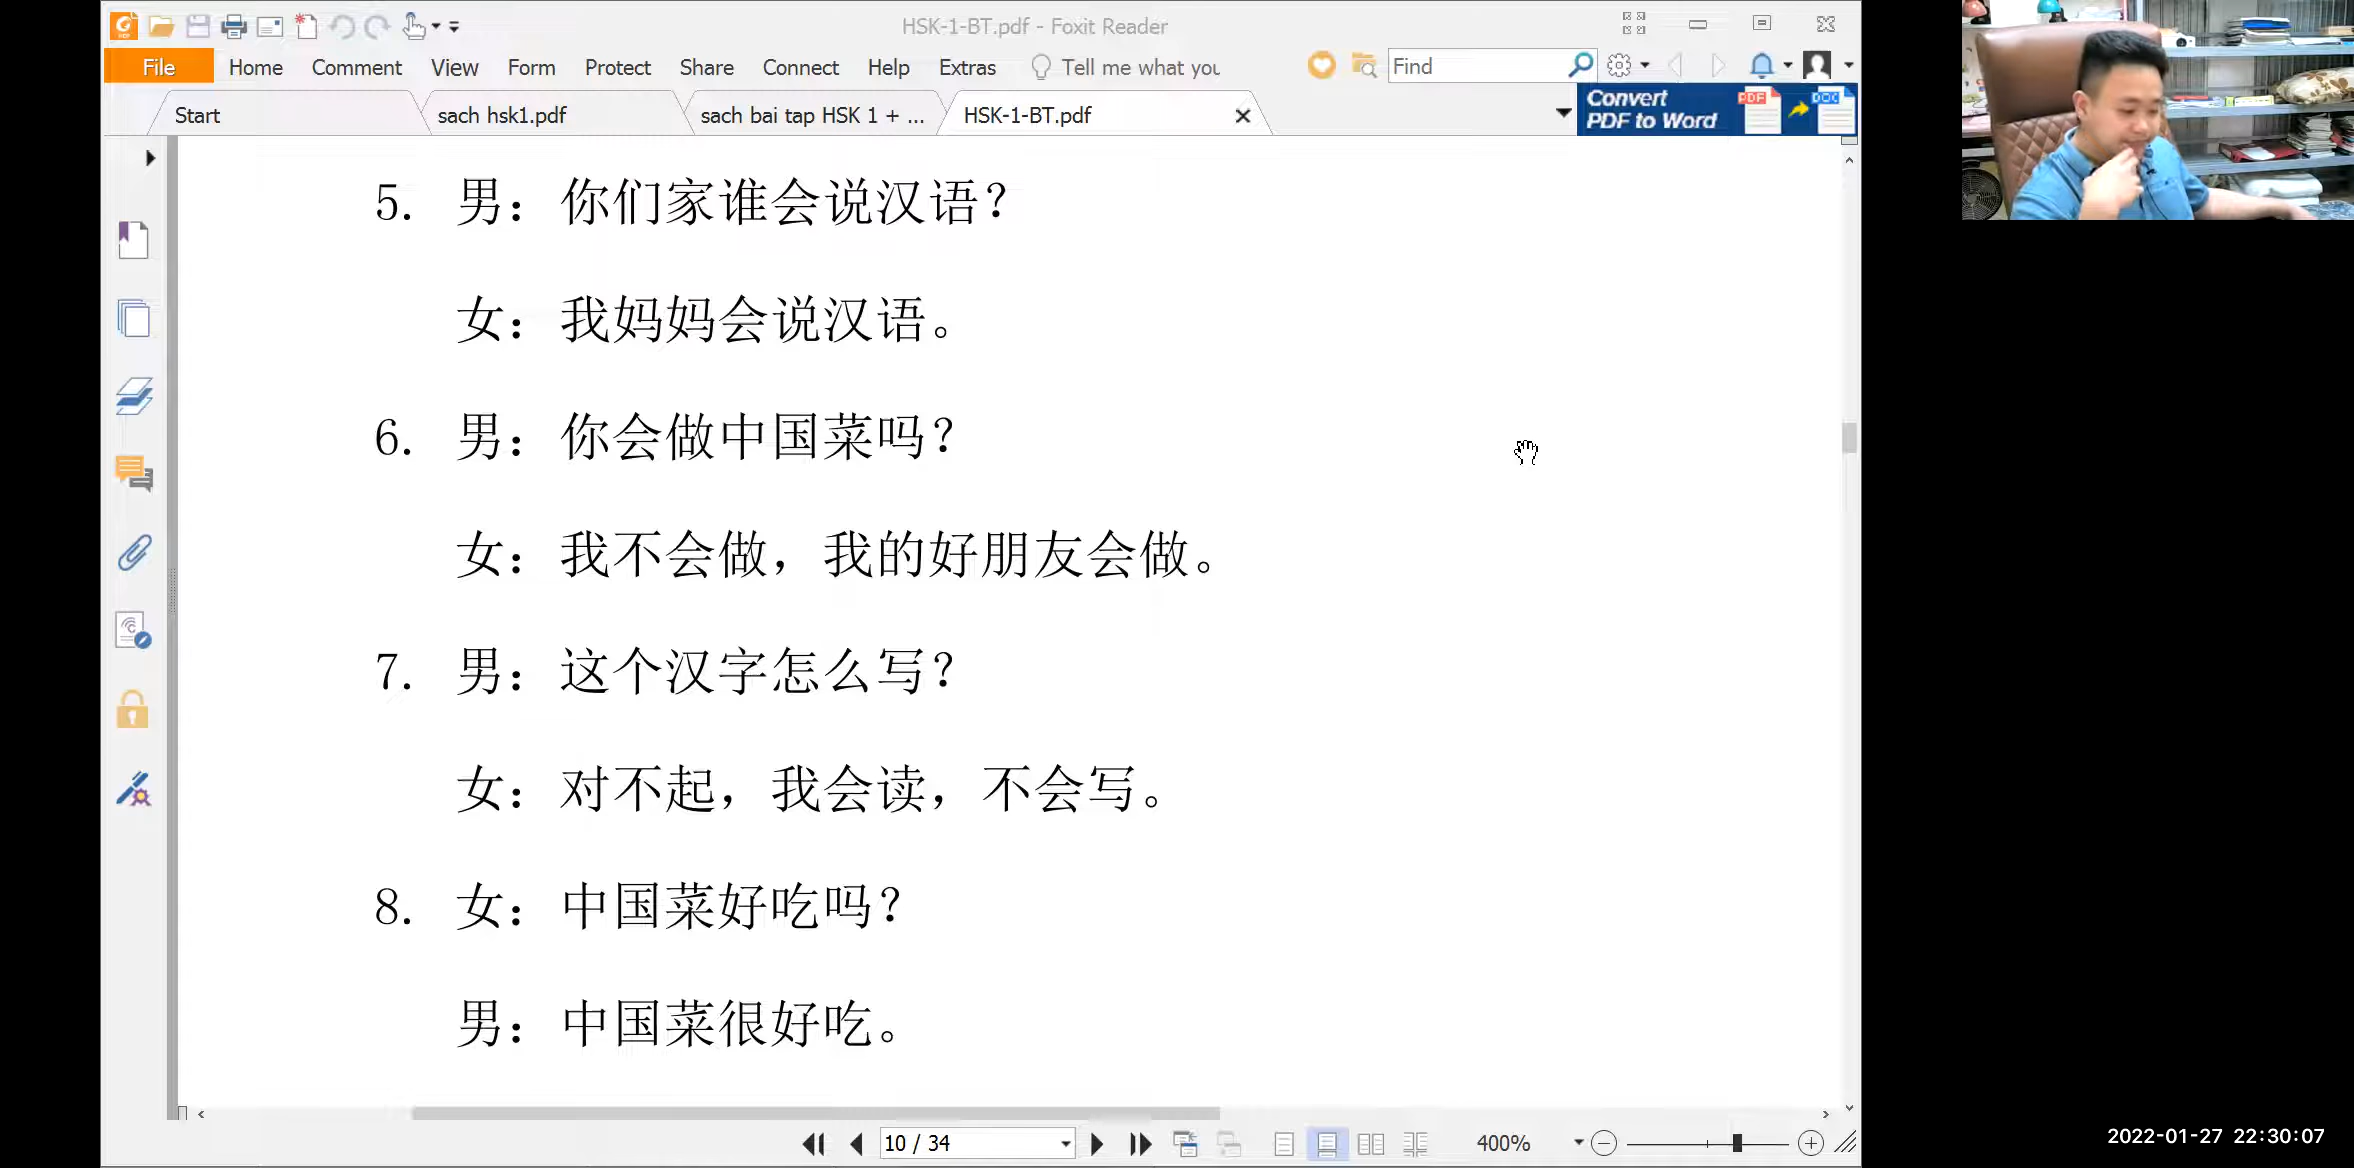 HSK-1-BT.pdf - Foxit Reader
File Home Comment View Form Protect Share Connect Help Extras Tell me what you Find
Start sach hsk1.pdf sach bai tap HSK 1 + ... HSK-1-BT.pdf
Convert PDF
PDF to Word DOC
5. 男：你们家谁会说汉语？
女：我妈妈会说汉语。
6. 男：你会做中国菜吗？
女：我不会做，我的好朋友会做。
7. 男：这个汉字怎么写？
女：对不起，我会读，不会写。
8. 女：中国菜好吃吗？
男：中国菜很好吃。
10 / 34 400%
2022-01-27 22:30:07